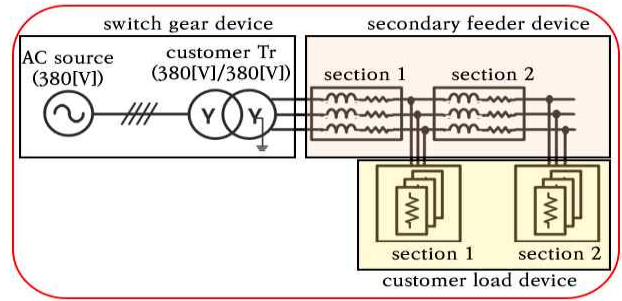 switch gear device
secondary feeder device
AC source
(380[V])
customer Tr
(380[V]/380[V])
section 1
section 2
Y
Y
section 1
section 2
customer load device